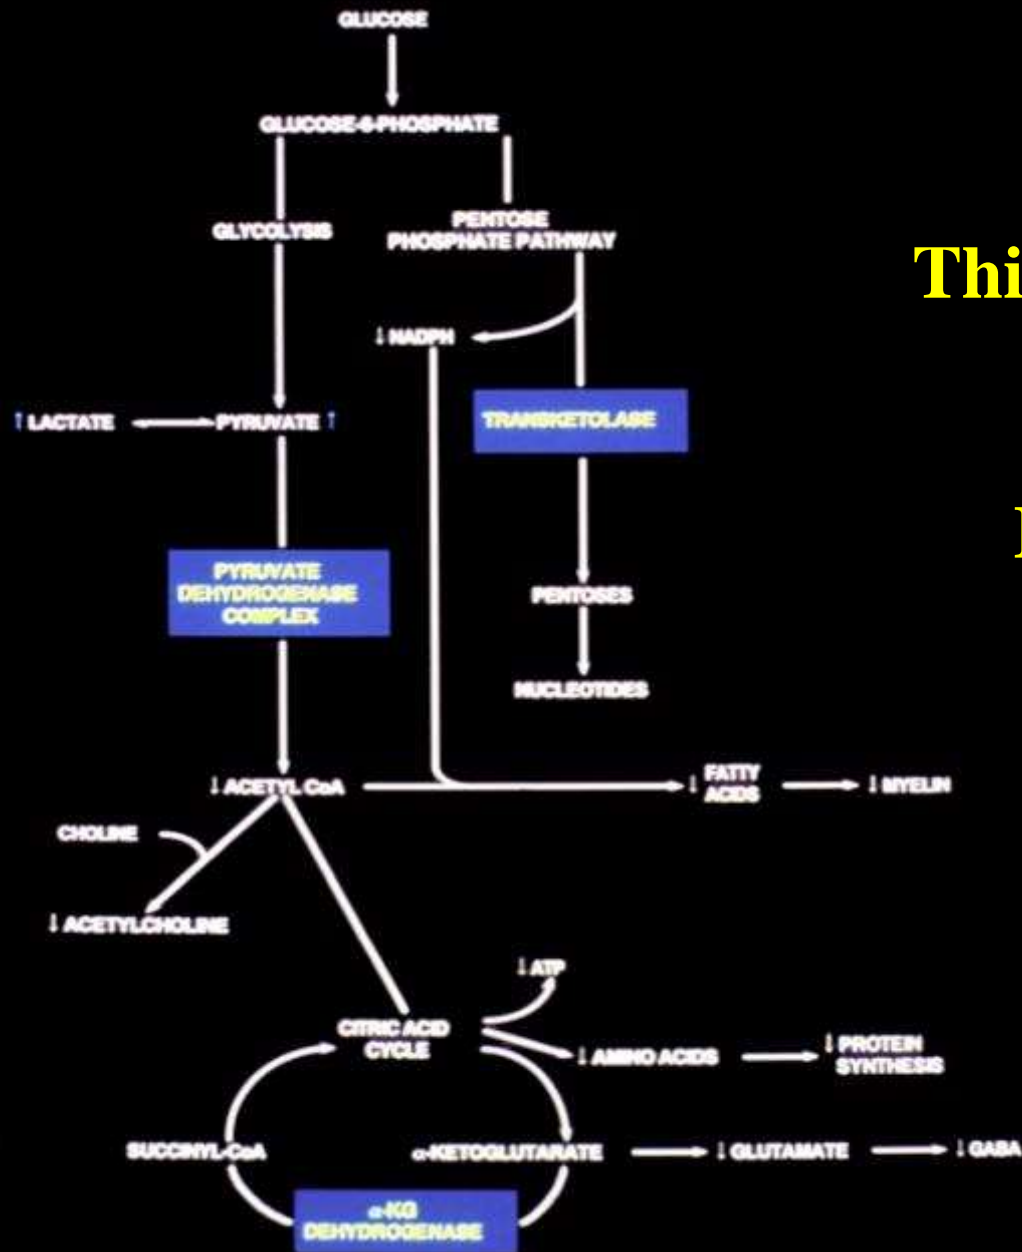 GLUCOSE
GLUCOSE-6-PHOSPHATE
GLYCOLYSIS
PENTOSE
PHOSPHATE PATHWAY
Thi
↓ NADPH
↑ LACTATE
PYRUVATE ↑
TRANSKETOLASE
PYRUVATE
DEHYDROGENASE
COMPLEX
PENTOSES
NUCLEOTIDES
↓ ACETYL CoA
↓ FATTY
ACIDS
↓ MYELIN
CHOLINE
↓ ACETYLCHOLINE
↓ ATP
CITRIC ACID
CYCLE
↓ AMINO ACIDS
↓ PROTEIN
SYNTHESIS
SUCCINYL-CoA
α-KETOGLUTARATE
↓ GLUTAMATE
↓ GABA
α-KG
DEHYDROGENASE